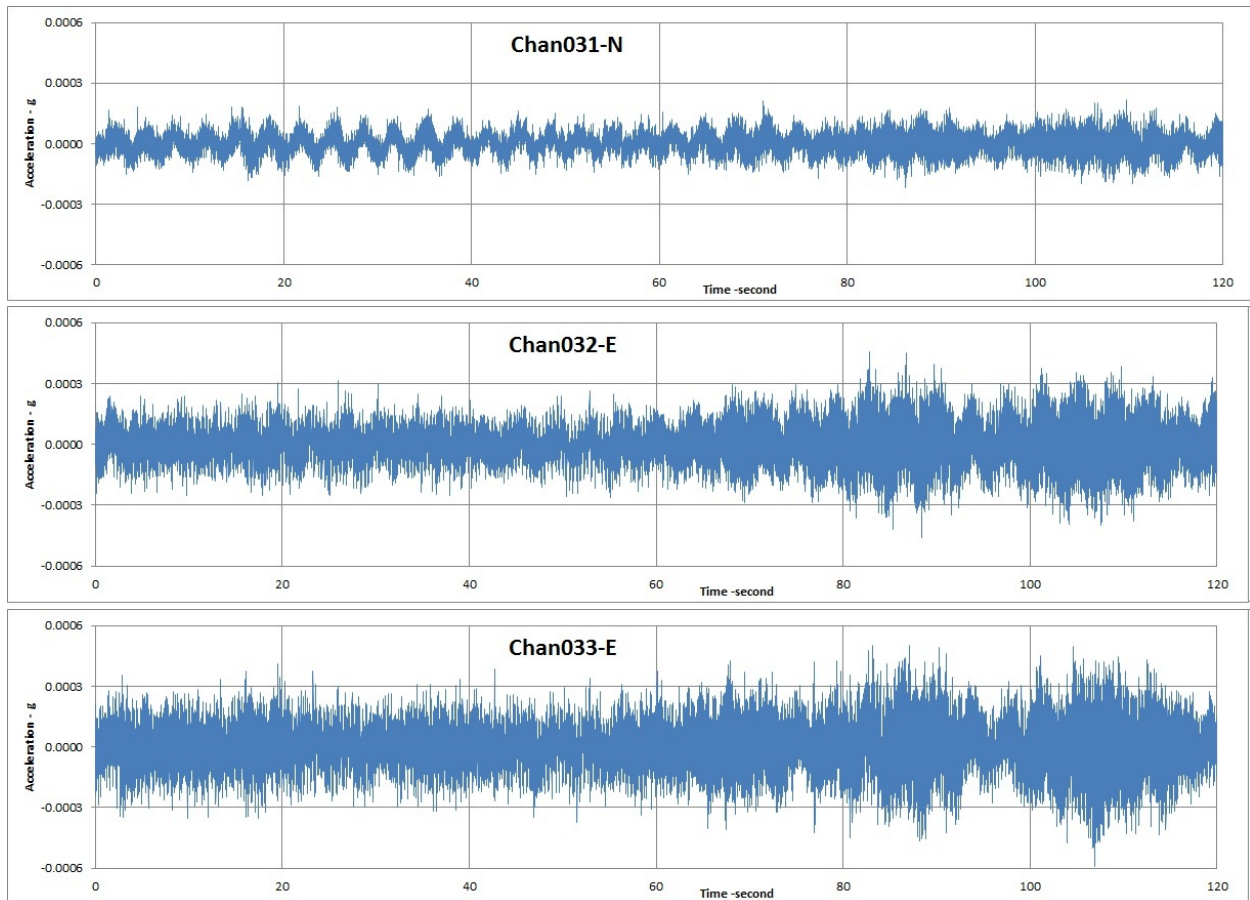 Chan031-N
Acceleration - g
0.0006
0.0003
0.0000
-0.0003
-0.0006
0 20 40 60 80 100 120
Time -second
Chan032-E
Acceleration - g
0.0006
0.0003
0.0000
-0.0003
-0.0006
0 20 40 60 80 100 120
Time -second
Chan033-E
Acceleration - g
0.0006
0.0003
0.0000
-0.0003
-0.0006
0 20 40 60 80 100 120
Time -second